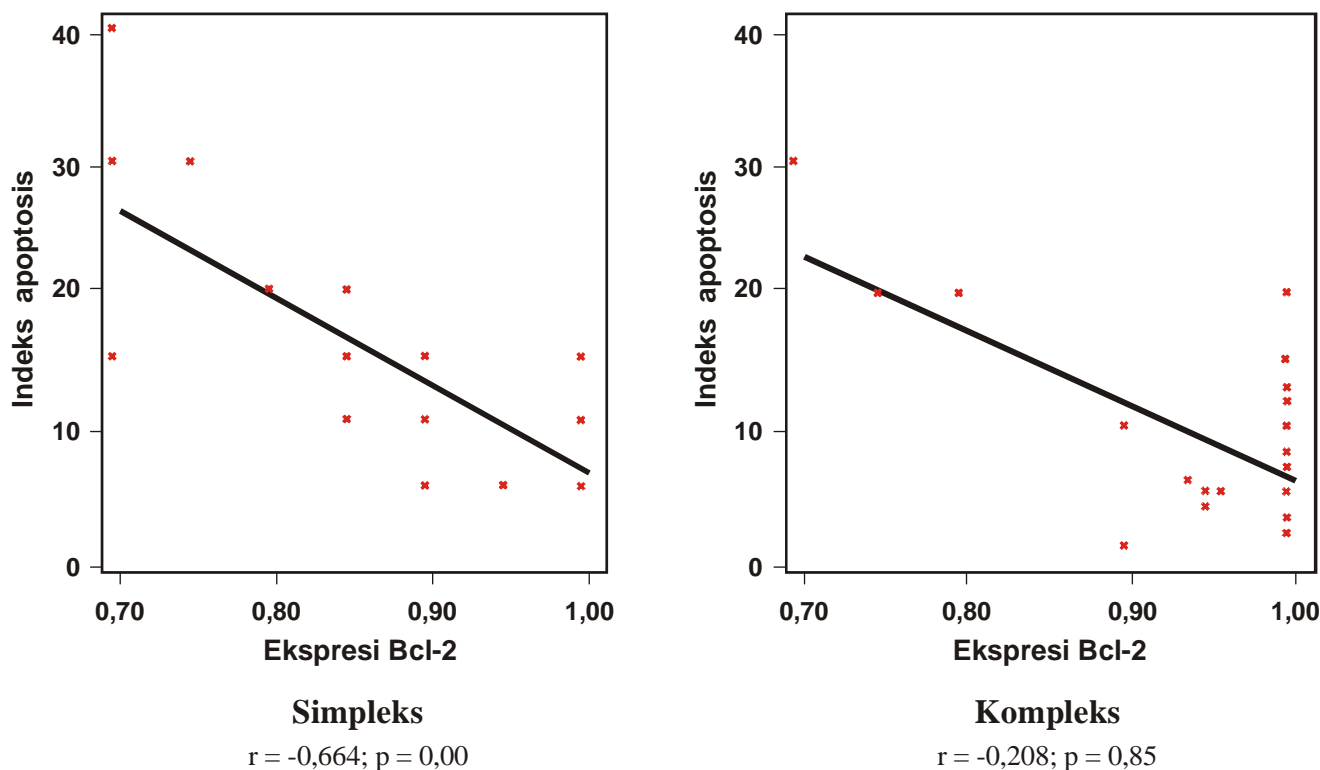 Indeks apoptosis
40
30
20
10
0
0,70 0,80 0,90 1,00
Ekspresi Bcl-2
Simpleks
r = -0,664; p = 0,00
Indeks apoptosis
40
30
20
10
0
0,70 0,80 0,90 1,00
Ekspresi Bcl-2
Kompleks
r = -0,208; p = 0,85